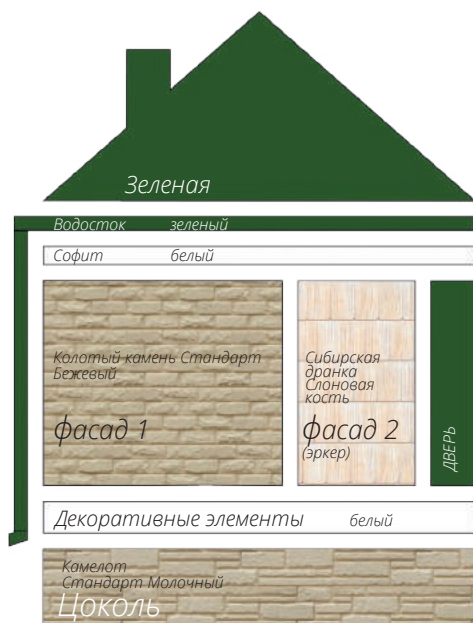 Зеленая
Водосток зеленый
Софит белый
Колотый камень Стандарт
Бежевый
фасад 1
Сибирская
дранка
Слоновая
кость
фасад 2
(эркер)
ДВЕРЬ
Декоративные элементы белый
Камелот
Стандарт Молочный
Цоколь